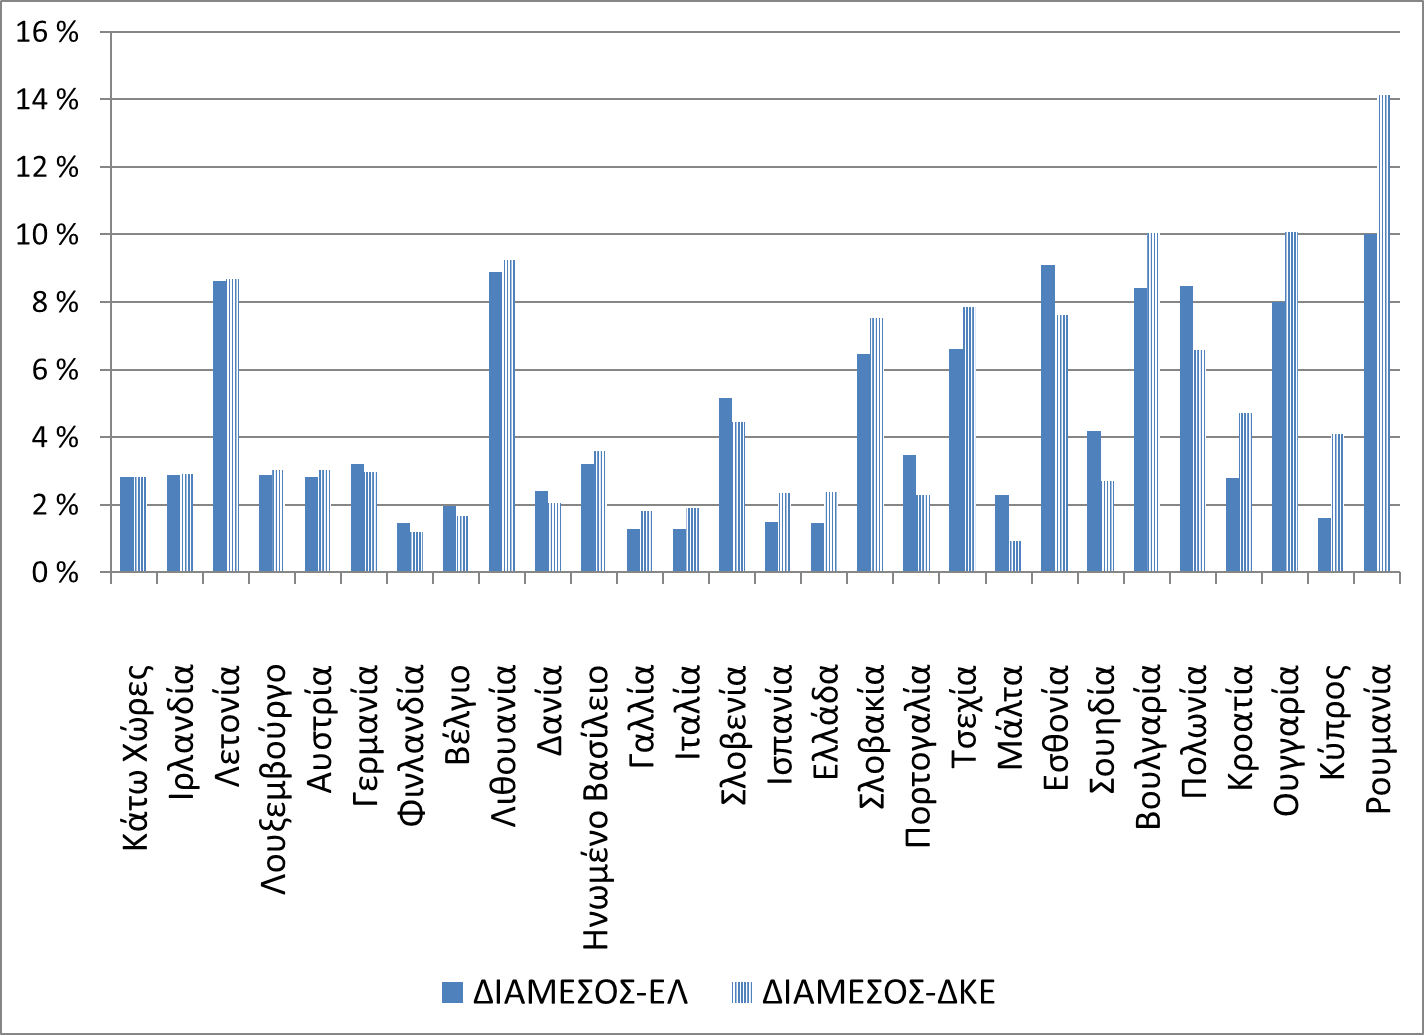 16 %
14 %
12 %
10 %
8 %
6 %
4 %
2 %
0 %
Κάτω Χώρες
Ιρλανδία
Λετονία
Λουξεμβούργο
Αυστρία
Γερμανία
Φινλανδία
Βέλγιο
Λιθουανία
Δανία
Ηνωμένο Βασίλειο
Γαλλία
Ιταλία
Σλοβενία
Ισπανία
Ελλάδα
Σλοβακία
Πορτογαλία
Τσεχία
Μάλτα
Εσθονία
Σουηδία
Βουλγαρία
Πολωνία
Κροατία
Ουγγαρία
Κύπρος
Ρουμανία
ΔΙΑΜΕΣΟΣ-ΕΛ ΔΙΑΜΕΣΟΣ-ΔΚΕ